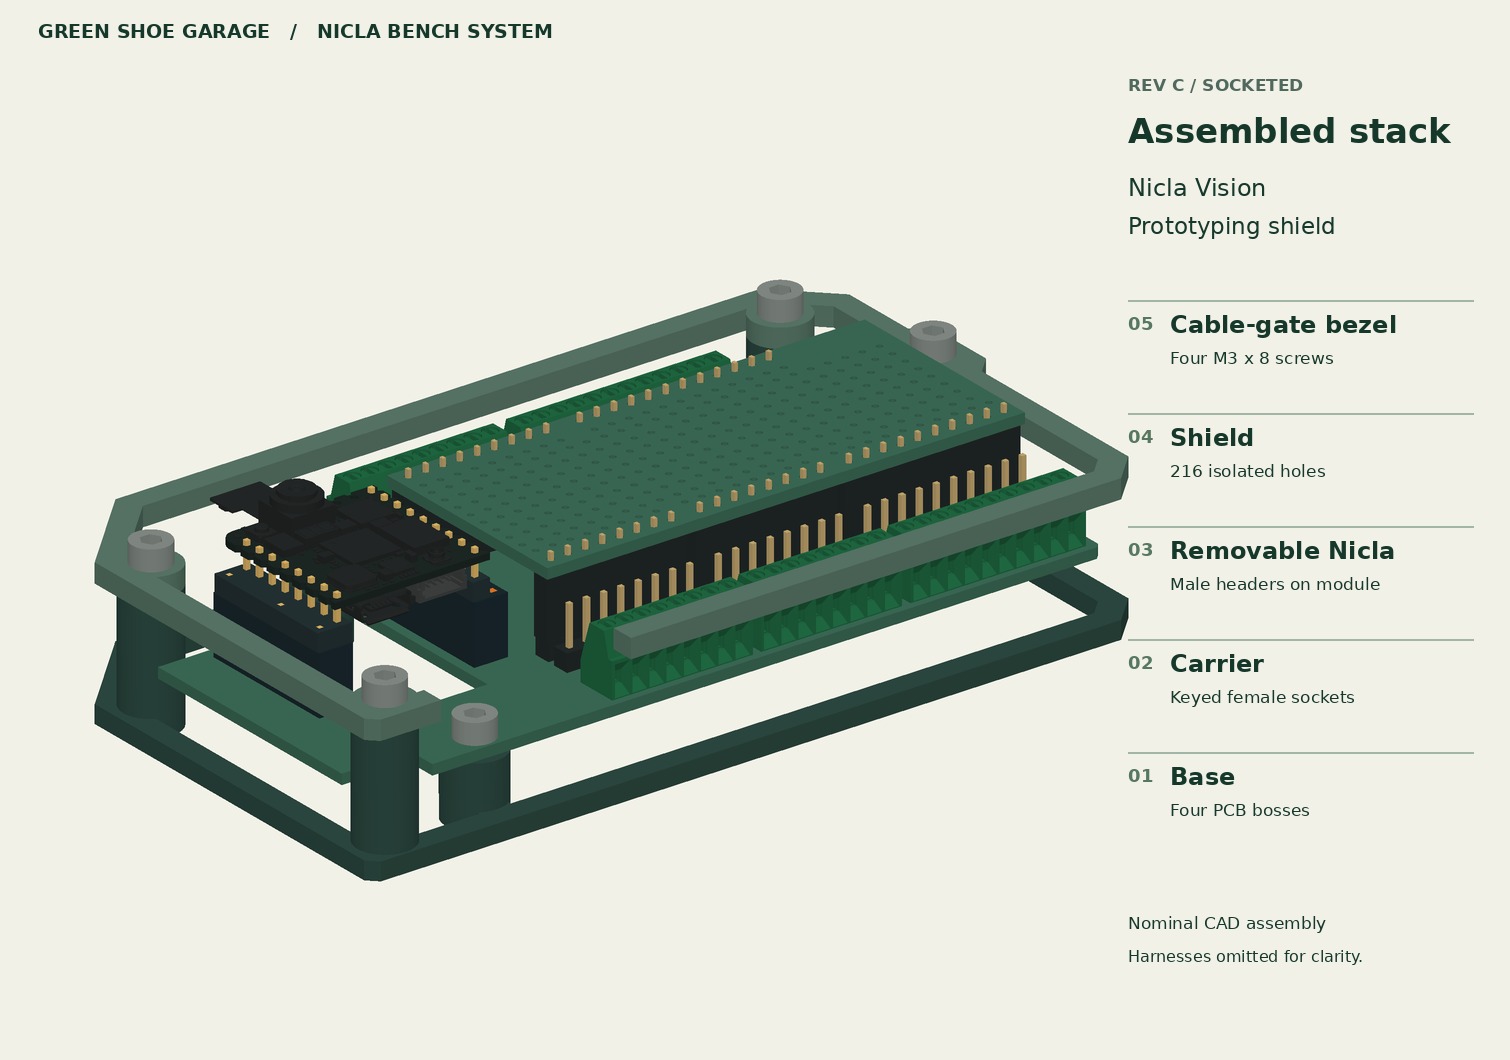 GREEN SHOE GARAGE / NICLA BENCH SYSTEM
REV C / SOCKETED
Assembled stack
Nicla Vision
Prototyping shield
05 Cable-gate bezel
Four M3 x 8 screws
04 Shield
216 isolated holes
03 Removable Nicla
Male headers on module
02 Carrier
Keyed female sockets
01 Base
Four PCB bosses
Nominal CAD assembly
Harnesses omitted for clarity.